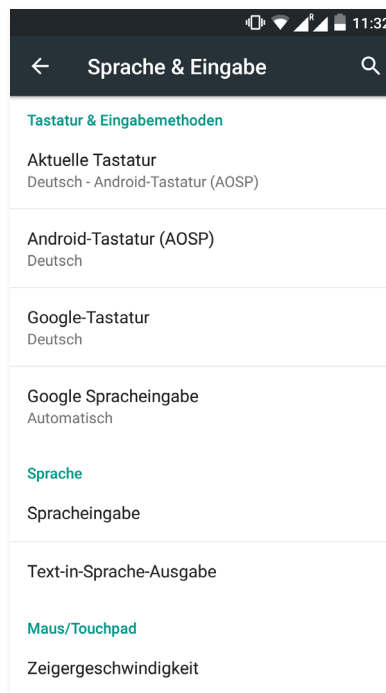 R 11:32
Sprache & Eingabe
Tastatur & Eingabemethoden
Aktuelle Tastatur
Deutsch - Android-Tastatur (AOSP)
Android-Tastatur (AOSP)
Deutsch
Google-Tastatur
Deutsch
Google Spracheingabe
Automatisch
Sprache
Spracheingabe
Text-in-Sprache-Ausgabe
Maus/Touchpad
Zeigergeschwindigkeit